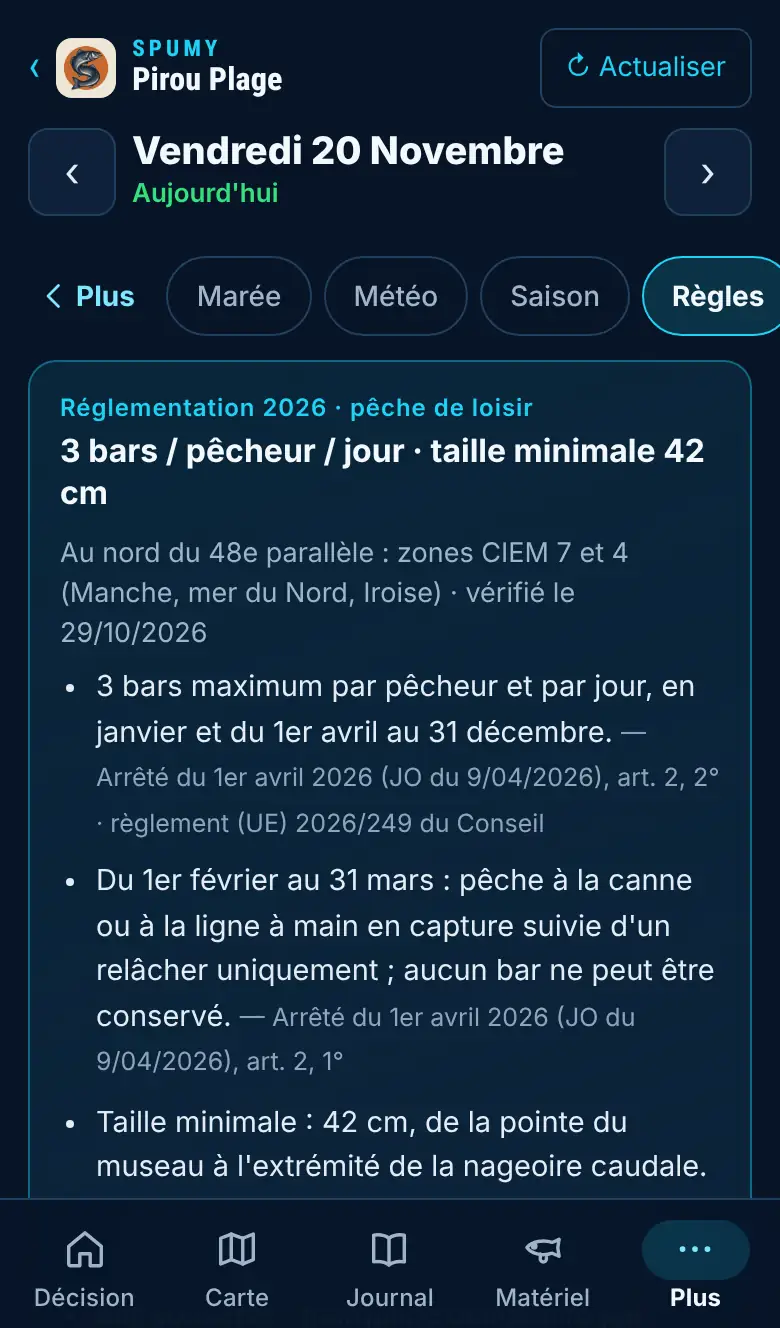 SPUMY
Pirou Plage
Actualiser
Vendredi 20 Novembre
Aujourd'hui
Plus
Marée
Météo
Saison
Règles
Réglementation 2026 · pêche de loisir
3 bars / pêcheur / jour · taille minimale 42
cm
Au nord du 48e parallèle : zones CIEM 7 et 4
(Manche, mer du Nord, Iroise) · vérifié le
29/10/2026
• 3 bars maximum par pêcheur et par jour, en
janvier et du 1er avril au 31 décembre. —
Arrêté du 1er avril 2026 (JO du 9/04/2026), art. 2, 2°
· règlement (UE) 2026/249 du Conseil
• Du 1er février au 31 mars : pêche à la canne
ou à la ligne à main en capture suivie d'un
relâcher uniquement ; aucun bar ne peut être
conservé. — Arrêté du 1er avril 2026 (JO du
9/04/2026), art. 2, 1°
• Taille minimale : 42 cm, de la pointe du
museau à l'extrémité de la nageoire caudale.
Décision
Carte
Journal
Matériel
Plus